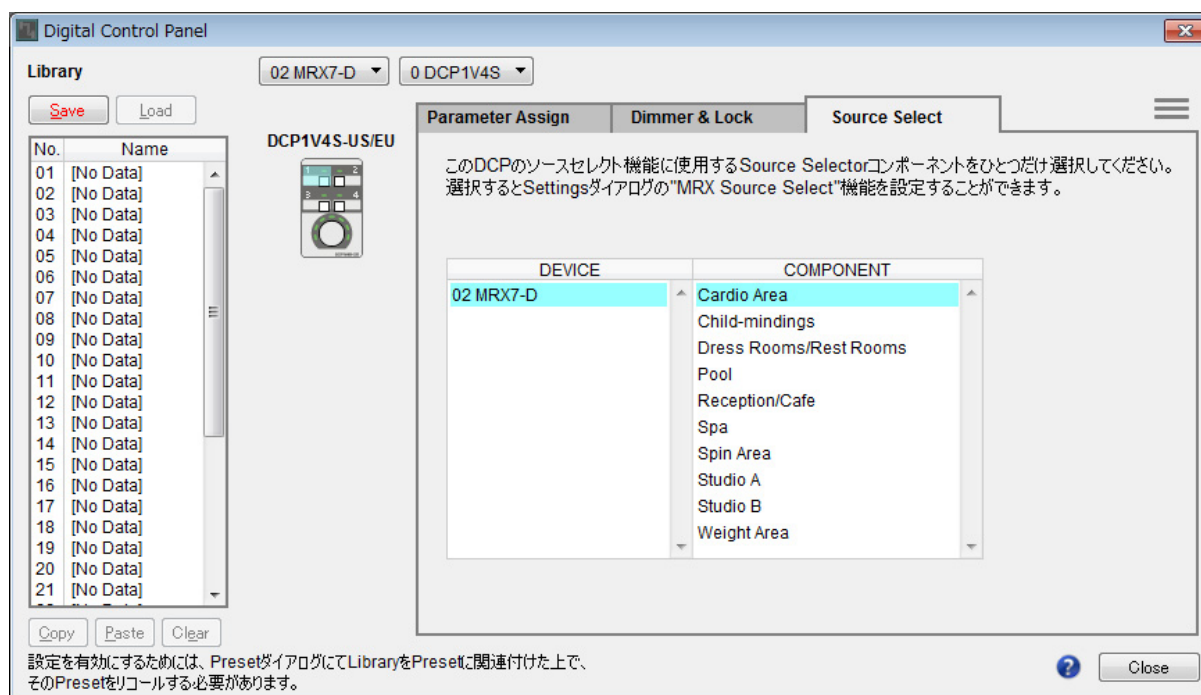 Digital Control Panel
Library
02 MRX7-D
0 DCP1V4S
Save
Load
No. Name
01 [No Data]
02 [No Data]
03 [No Data]
04 [No Data]
05 [No Data]
06 [No Data]
07 [No Data]
08 [No Data]
09 [No Data]
10 [No Data]
11 [No Data]
12 [No Data]
13 [No Data]
14 [No Data]
15 [No Data]
16 [No Data]
17 [No Data]
18 [No Data]
19 [No Data]
20 [No Data]
21 [No Data]
Copy
Paste
Clear
DCP1V4S-US/EU
1 - - 2
3 - - 4
Parameter Assign
Dimmer & Lock
Source Select
このDCPのソースセレクト機能に使用するSource Selectorコンポーネントをひとつだけ選択してください。
選択するとSettingsダイアログの"MRX Source Select"機能を設定することができます。
DEVICE
02 MRX7-D
COMPONENT
Cardio Area
Child-mindings
Dress Rooms/Rest Rooms
Pool
Reception/Cafe
Spa
Spin Area
Studio A
Studio B
Weight Area
設定を有効にするためには、PresetダイアログにてLibraryをPresetに関連付けた上で、
そのPresetをリコールする必要があります。
?
Close